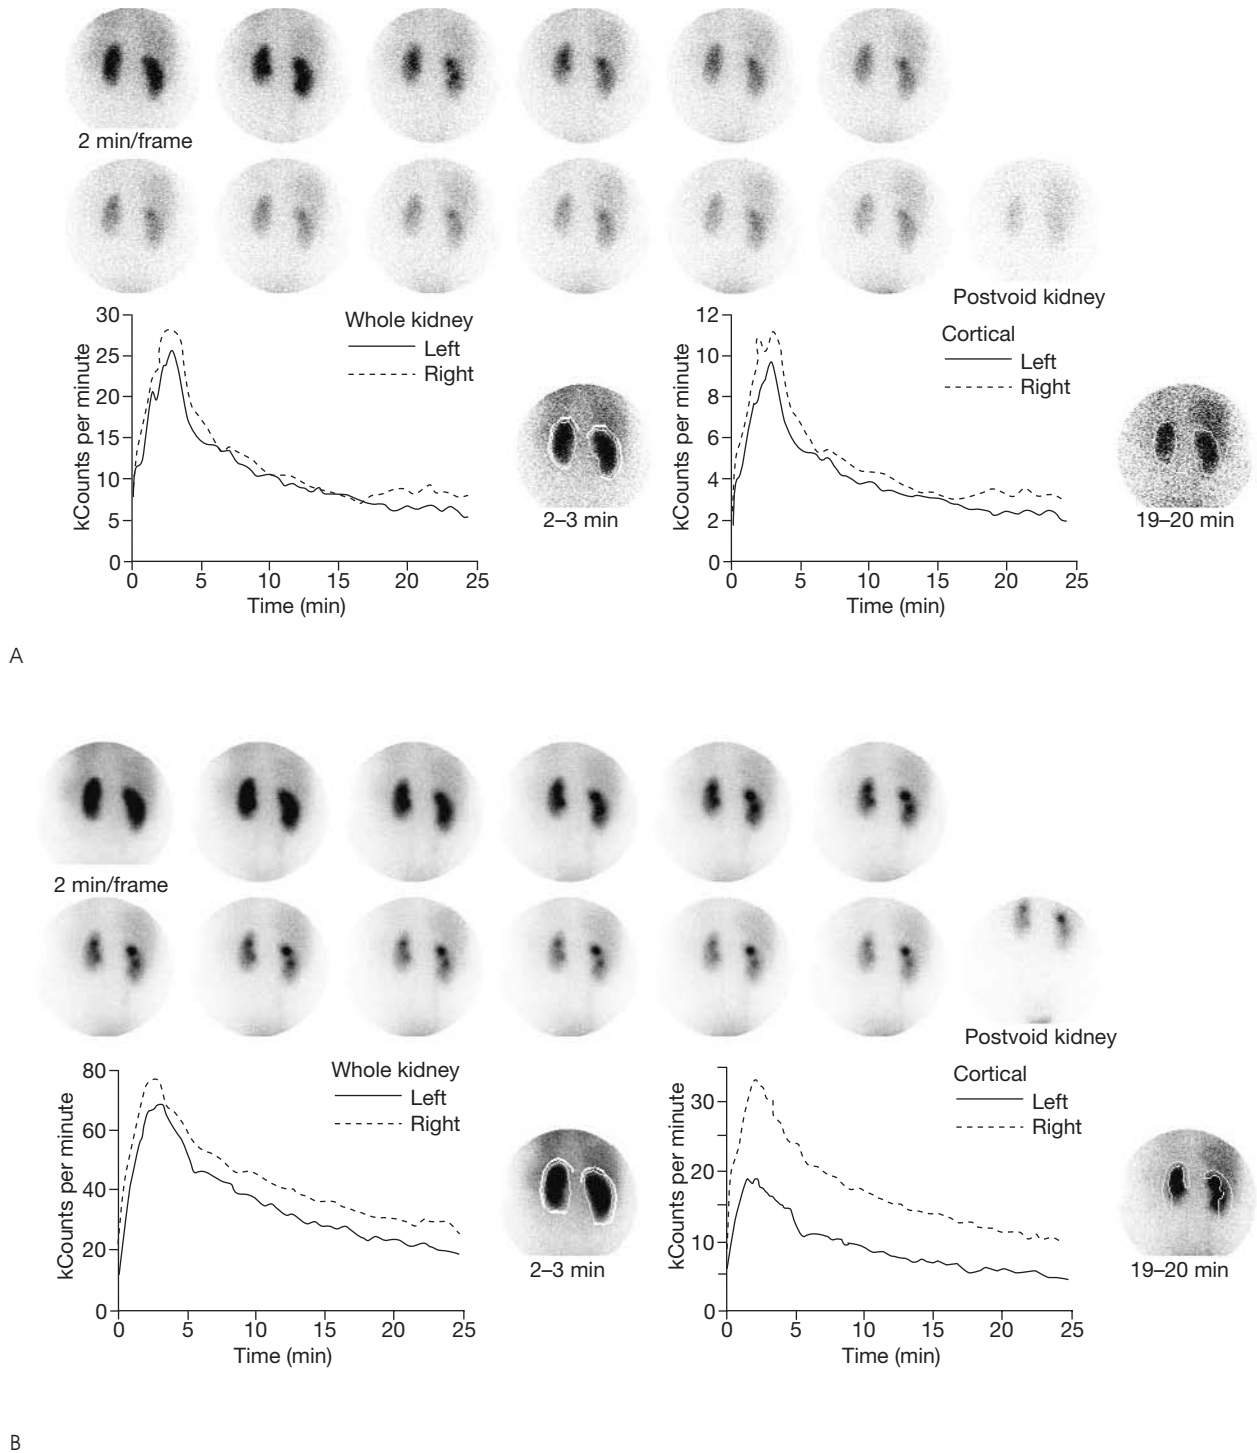 2 min/frame
Postvoid kidney
30
25
20
15
10
5
0
kCounts per minute
Whole kidney
Left
Right
0 5 10 15 20 25
Time (min)
2–3 min
12
10
8
6
4
2
0
kCounts per minute
Cortical
Left
Right
0 5 10 15 20 25
Time (min)
19–20 min
A
2 min/frame
Postvoid kidney
80
60
40
20
0
kCounts per minute
Whole kidney
Left
Right
0 5 10 15 20 25
Time (min)
2–3 min
30
20
10
0
kCounts per minute
Cortical
Left
Right
0 5 10 15 20 25
Time (min)
19–20 min
B